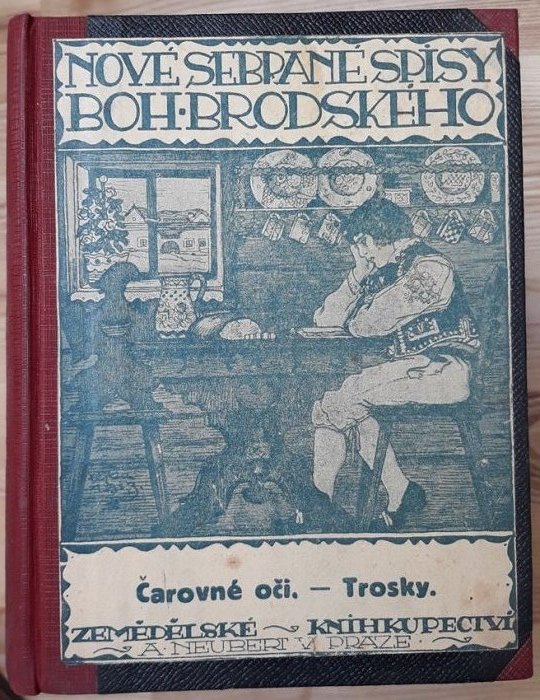 NOVÉ SEBRANÉ SPISY
BOH·BRODSKÉHO
Čarovné oči. — Trosky.
ZEMĚDĚLSKÉ ~ KNIHKUPECTVÍ
~ A·NEUBERT V PRAZE· ~